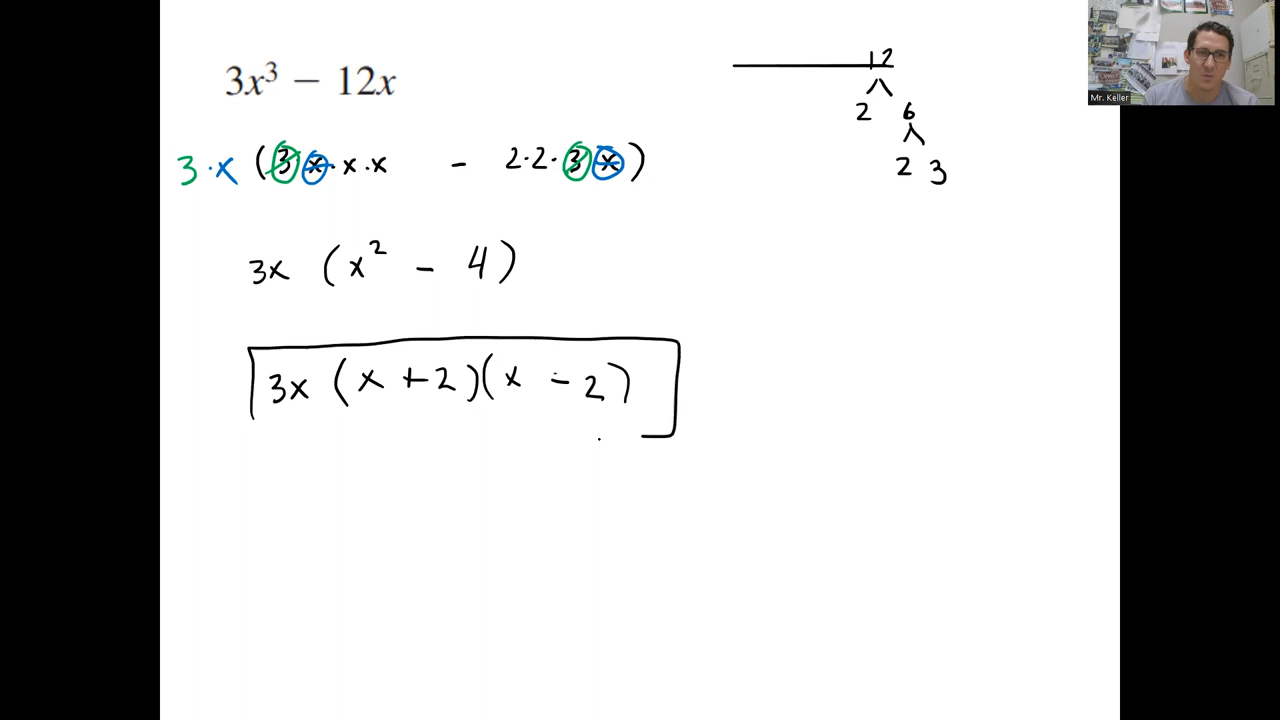 3x³ − 12x
3 · x (3 · x · x · x − 2 · 2 · 3 · x)
3x (x² − 4)
3x (x + 2)(x − 2)
12
2 6
2 3
Mr. Keller